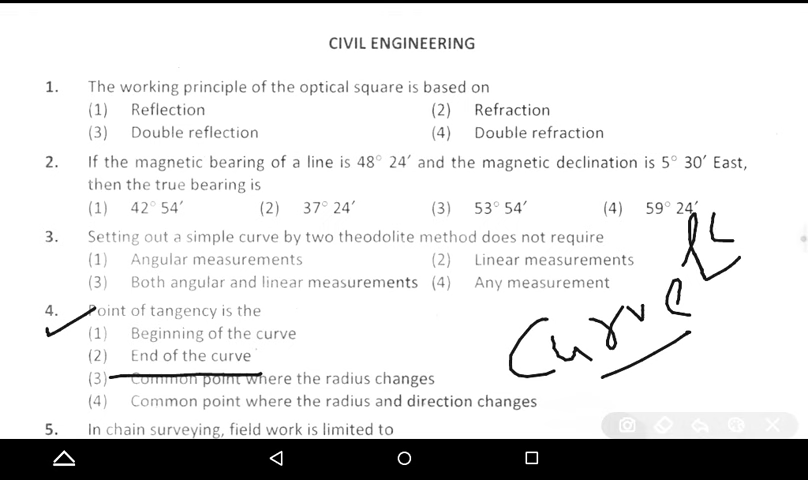 CIVIL ENGINEERING
1. The working principle of the optical square is based on
(1) Reflection (2) Refraction
(3) Double reflection (4) Double refraction
2. If the magnetic bearing of a line is 48° 24′ and the magnetic declination is 5° 30′ East,
then the true bearing is
(1) 42° 54′ (2) 37° 24′ (3) 53° 54′ (4) 59° 24′
3. Setting out a simple curve by two theodolite method does not require
(1) Angular measurements (2) Linear measurements
(3) Both angular and linear measurements (4) Any measurement
4. Point of tangency is the
(1) Beginning of the curve
(2) End of the curve
(3) Common point where the radius changes
(4) Common point where the radius and direction changes
5. In chain surveying, field work is limited to
Curve